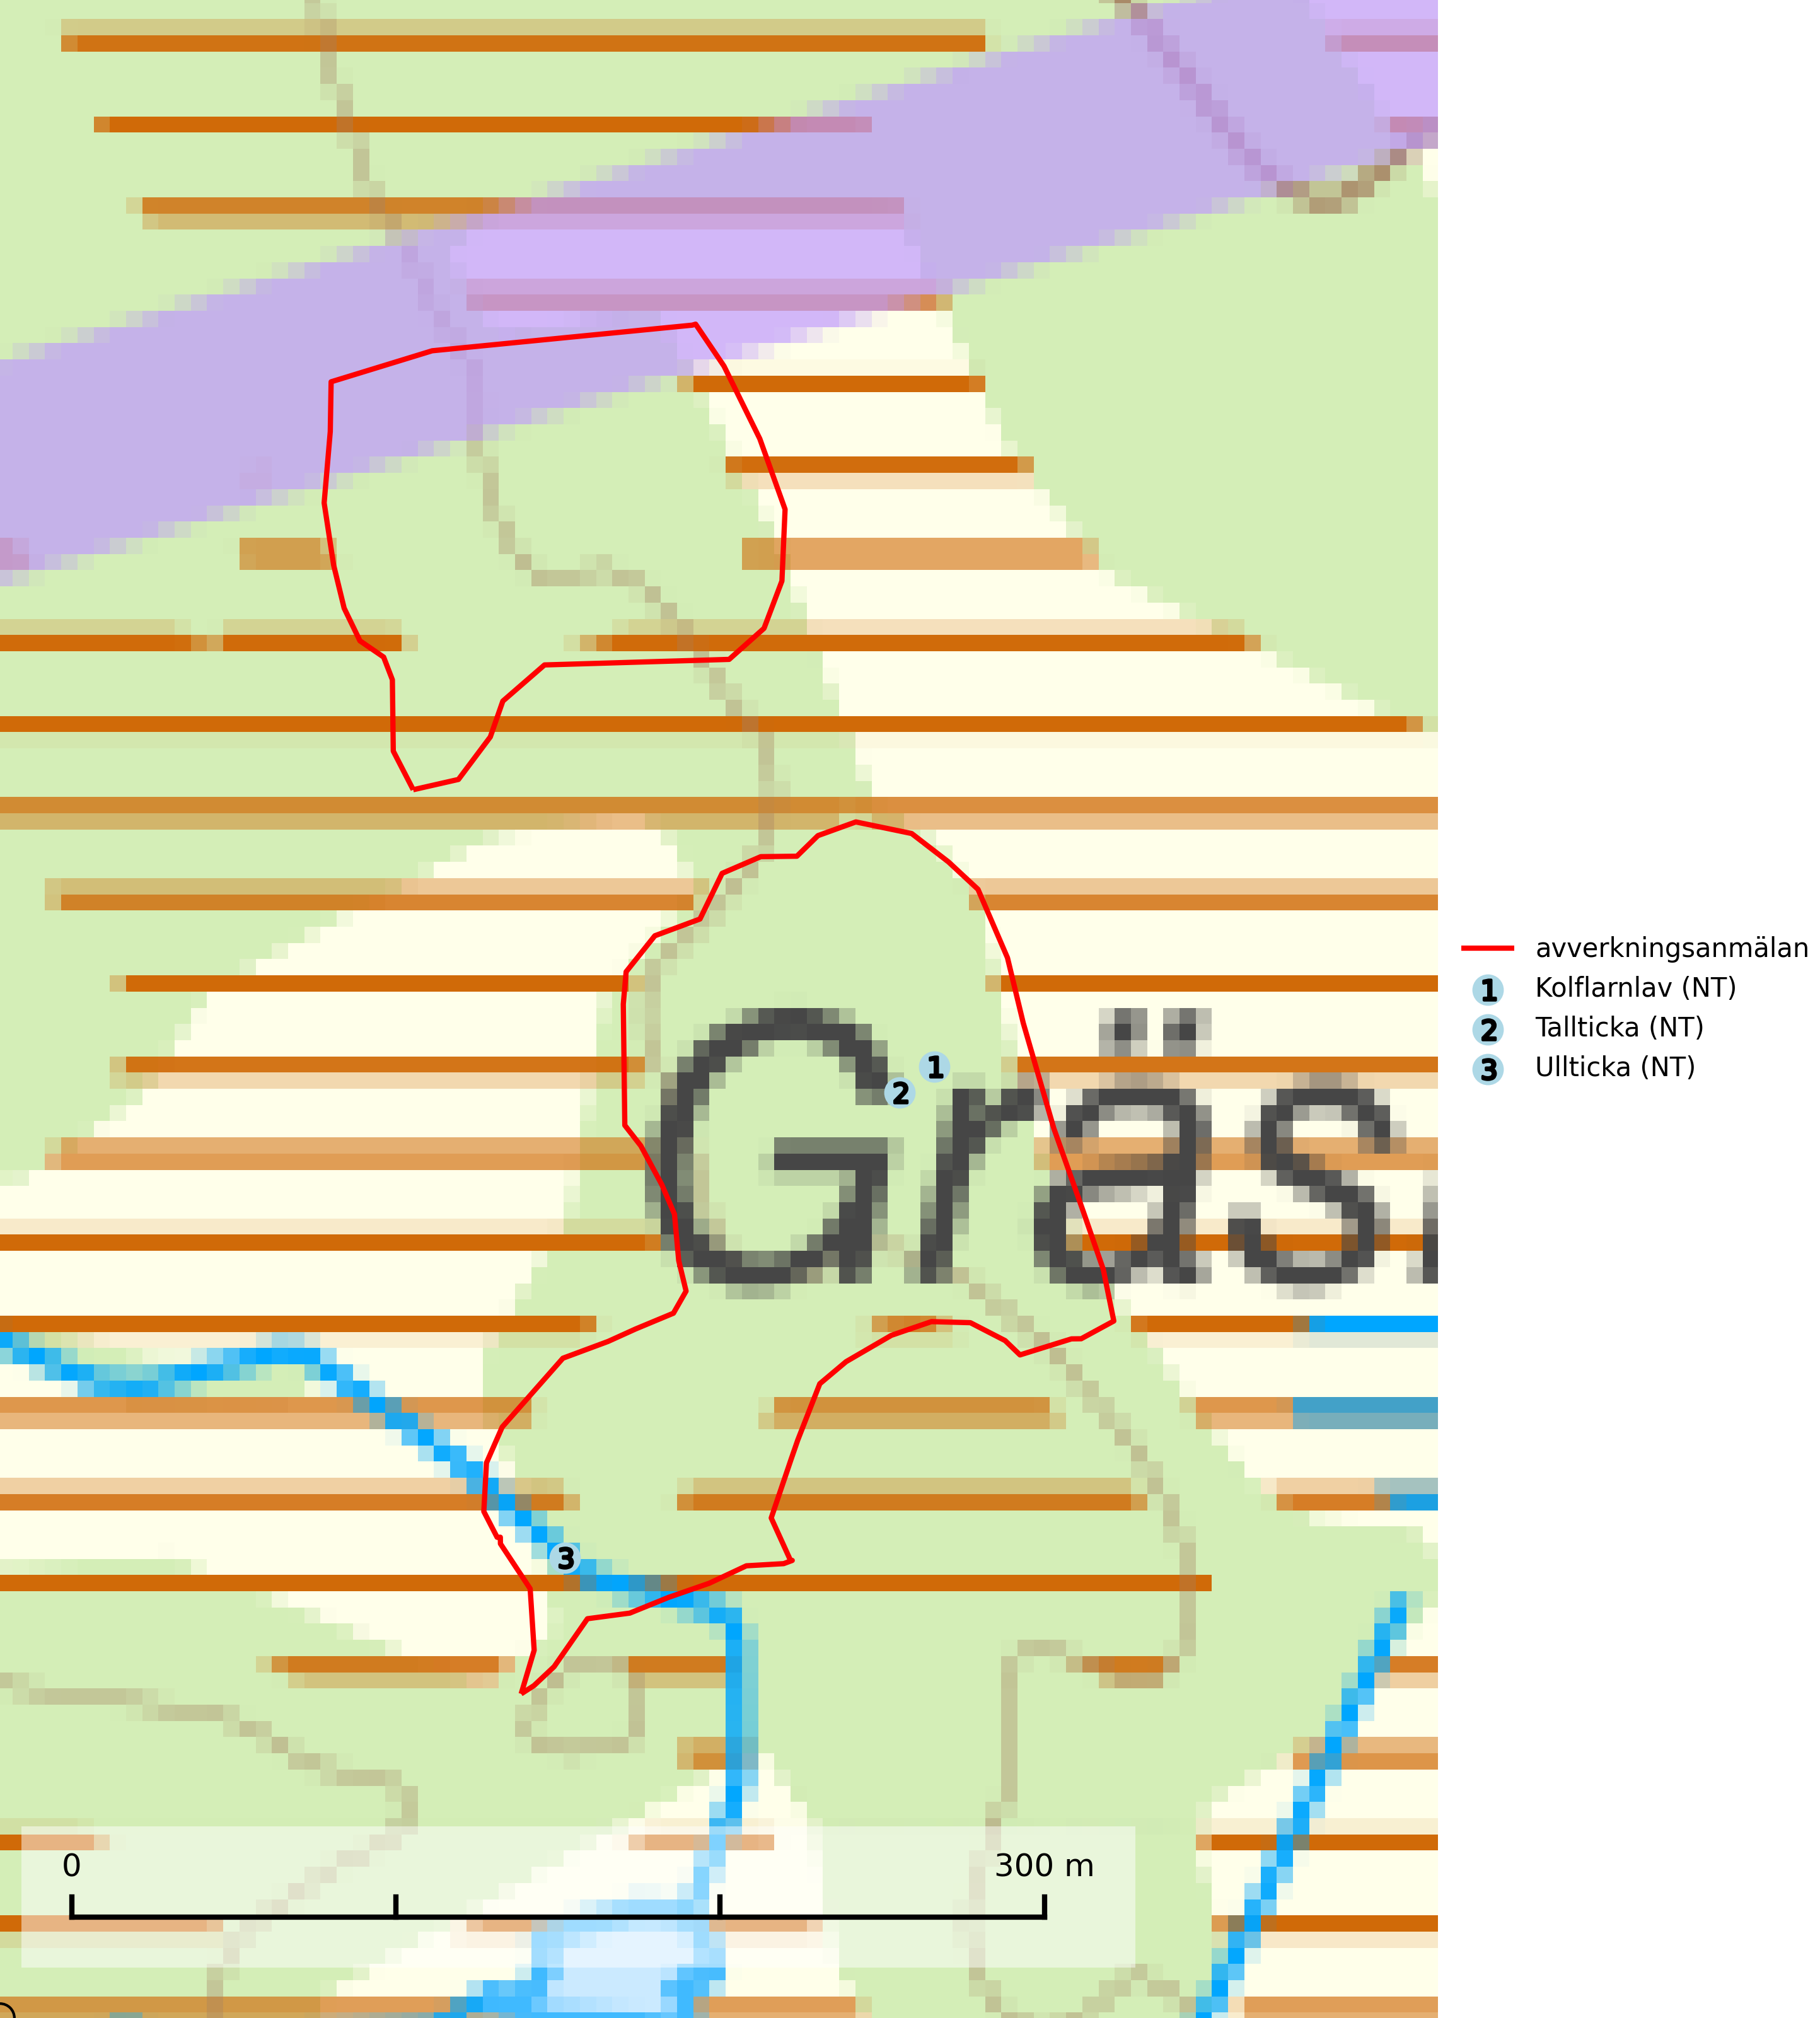 Gräs
avverkningsanmälan
1 Kolflarnlav (NT)
2 Tallticka (NT)
3 Ullticka (NT)
1
2
3
0 300 m